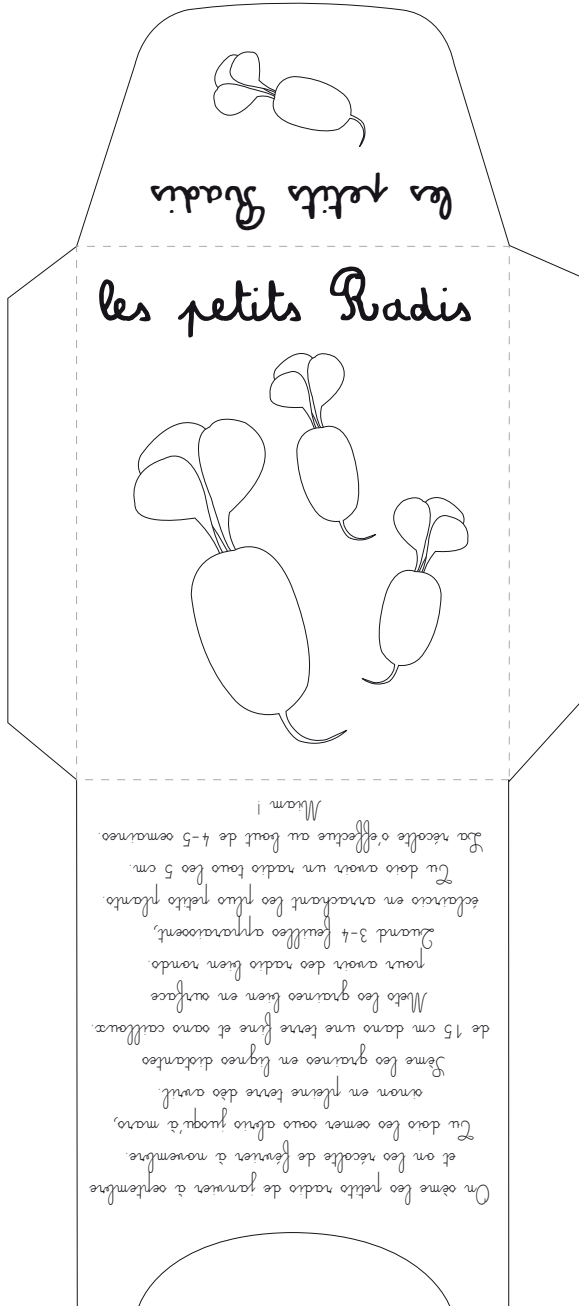 les petits Radis
les petits Radis
On sème les petits radis de janvier à septembre
et on les récolte de février à novembre.
Tu dois les semer sous abris jusqu'à mars,
sinon en pleine terre dès avril.
Sème les graines en lignes distantes
de 15 cm dans une terre fine et sans cailloux.
Mets les graines bien en surface
pour avoir des radis bien ronds.
Quand 3-4 feuilles apparaissent,
éclaircis en arrachant les plus petits plants.
Tu dois avoir un radis tous les 5 cm.
La récolte s'effectue au bout de 4-5 semaines.
Miam !